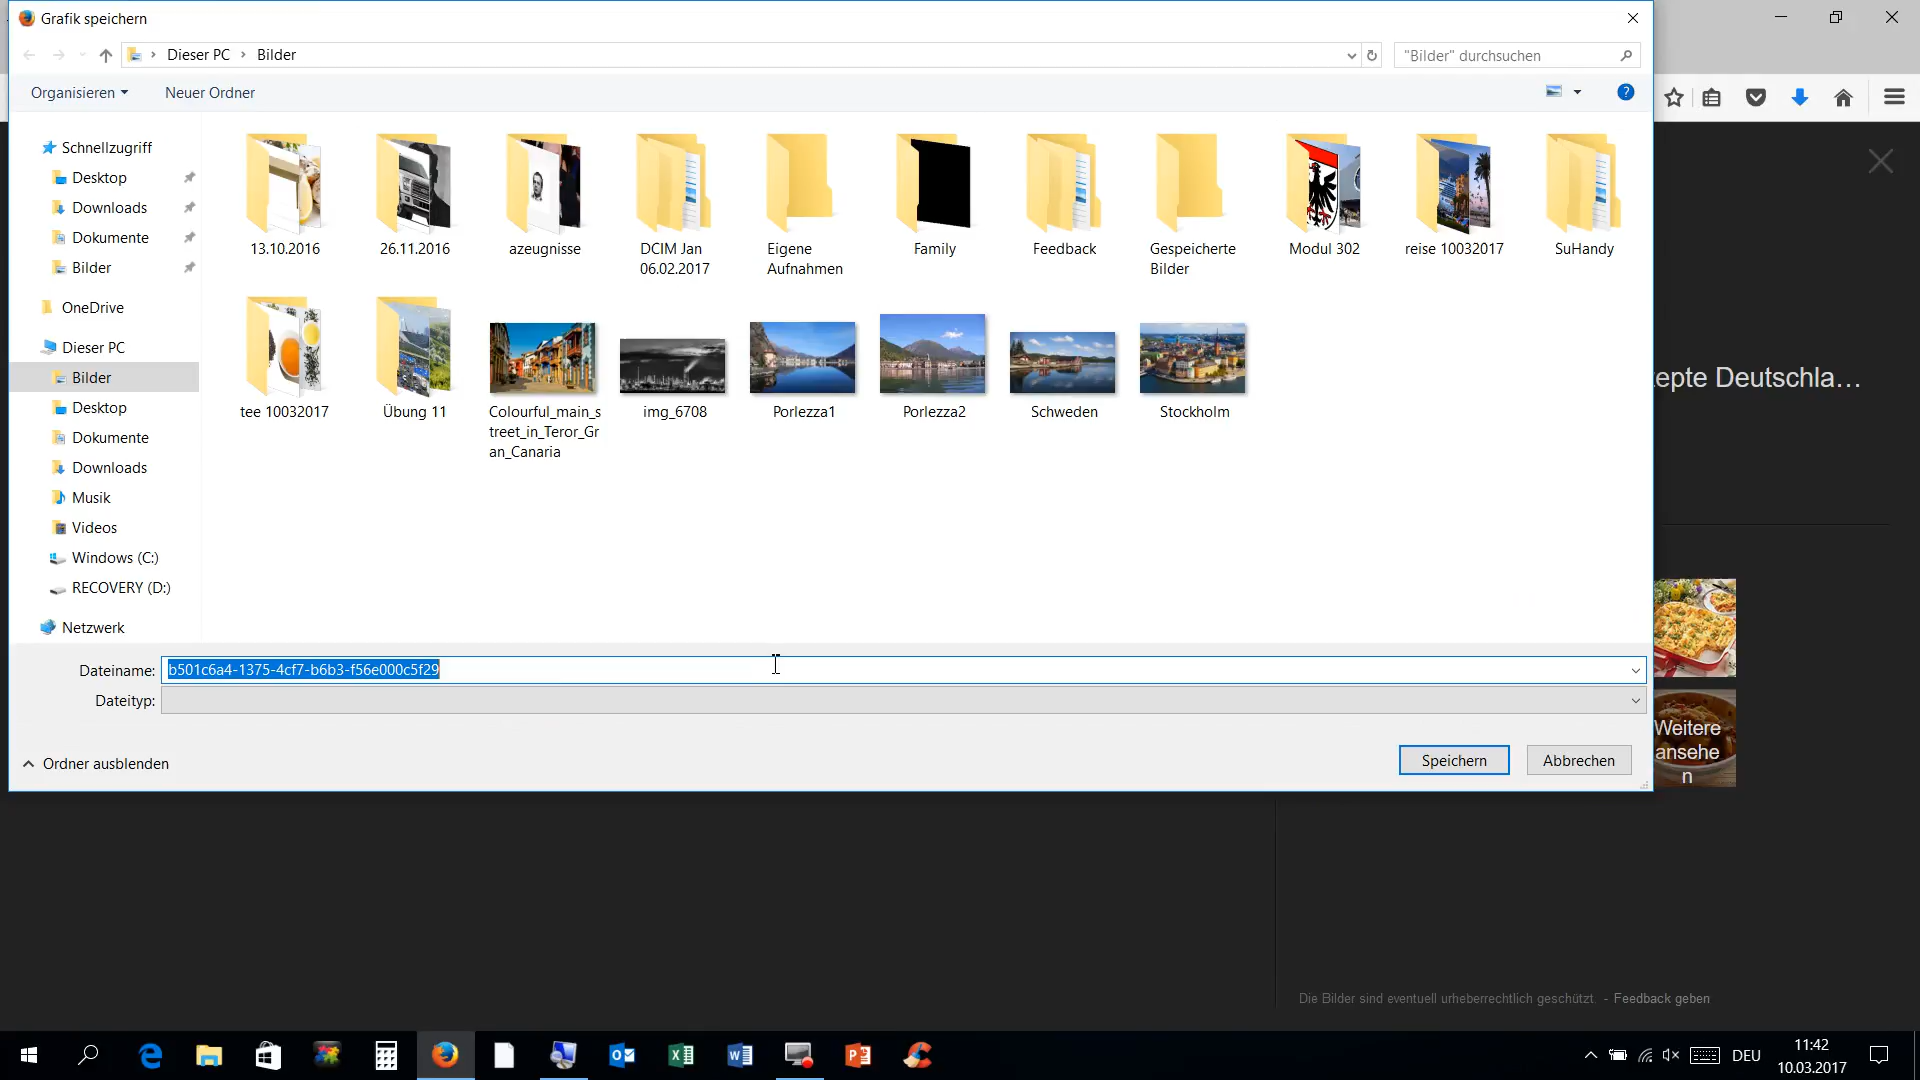 Grafik speichern
Dieser PC
Bilder
"Bilder" durchsuchen
Organisieren
Neuer Ordner
Schnellzugriff
Desktop
Downloads
Dokumente
Bilder
OneDrive
Dieser PC
Bilder
Desktop
Dokumente
Downloads
Musik
Videos
Windows (C:)
RECOVERY (D:)
Netzwerk
13.10.2016
26.11.2016
azeugnisse
DCIM Jan
06.02.2017
Eigene
Aufnahmen
Family
Feedback
Gespeicherte
Bilder
Modul 302
reise 10032017
SuHandy
tee 10032017
Übung 11
Colourful_main_s
treet_in_Teror_Gr
an_Canaria
img_6708
Porlezza1
Porlezza2
Schweden
Stockholm
Dateiname:
b501c6a4-1375-4cf7-b6b3-f56e000c5f29
Dateityp:
Ordner ausblenden
Speichern
Abbrechen
zepte Deutschla…
Weitere
ansehe
n
Die Bilder sind eventuell urheberrechtlich geschützt. - Feedback geben
DEU
11:42
10.03.2017